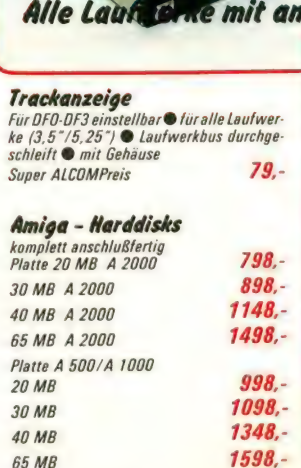 Alle Laufwerke mit an
Trackanzeige
Für DF0-DF3 einstellbar ● für alle Laufwer-
ke (3,5"/5,25") ● Laufwerkbus durchge-
schleift ● mit Gehäuse
Super ALCOMPreis 79,-
Amiga - Harddisks
komplett anschlußfertig
Platte 20 MB A 2000 798,-
30 MB A 2000 898,-
40 MB A 2000 1148,-
65 MB A 2000 1498,-
Platte A 500/A 1000
20 MB 998,-
30 MB 1098,-
40 MB 1348,-
65 MB 1598,-